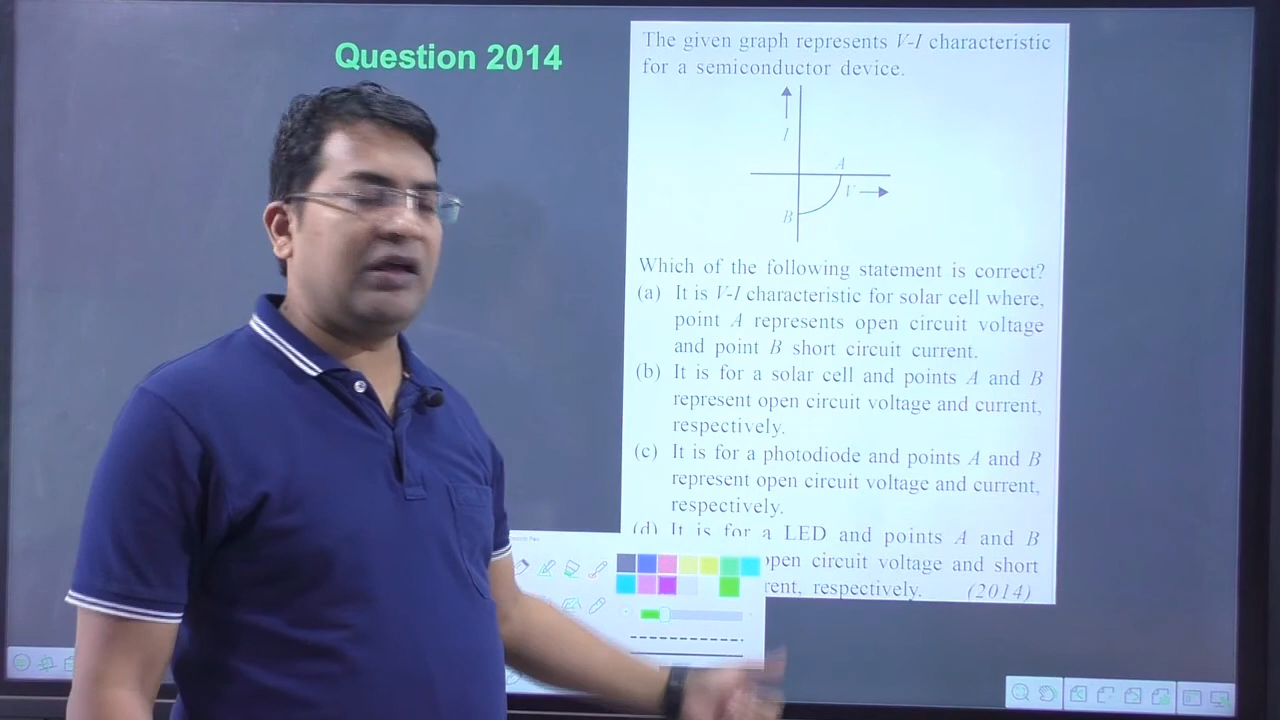 Question 2014
The given graph represents V-I characteristic
for a semiconductor device.
I
A
V
B
Which of the following statement is correct?
(a) It is V-I characteristic for solar cell where,
point A represents open circuit voltage
and point B short circuit current.
(b) It is for a solar cell and points A and B
represent open circuit voltage and current,
respectively.
(c) It is for a photodiode and points A and B
represent open circuit voltage and current,
respectively.
(d) It is for a LED and points A and B
open circuit voltage and short
rent, respectively. (2014)